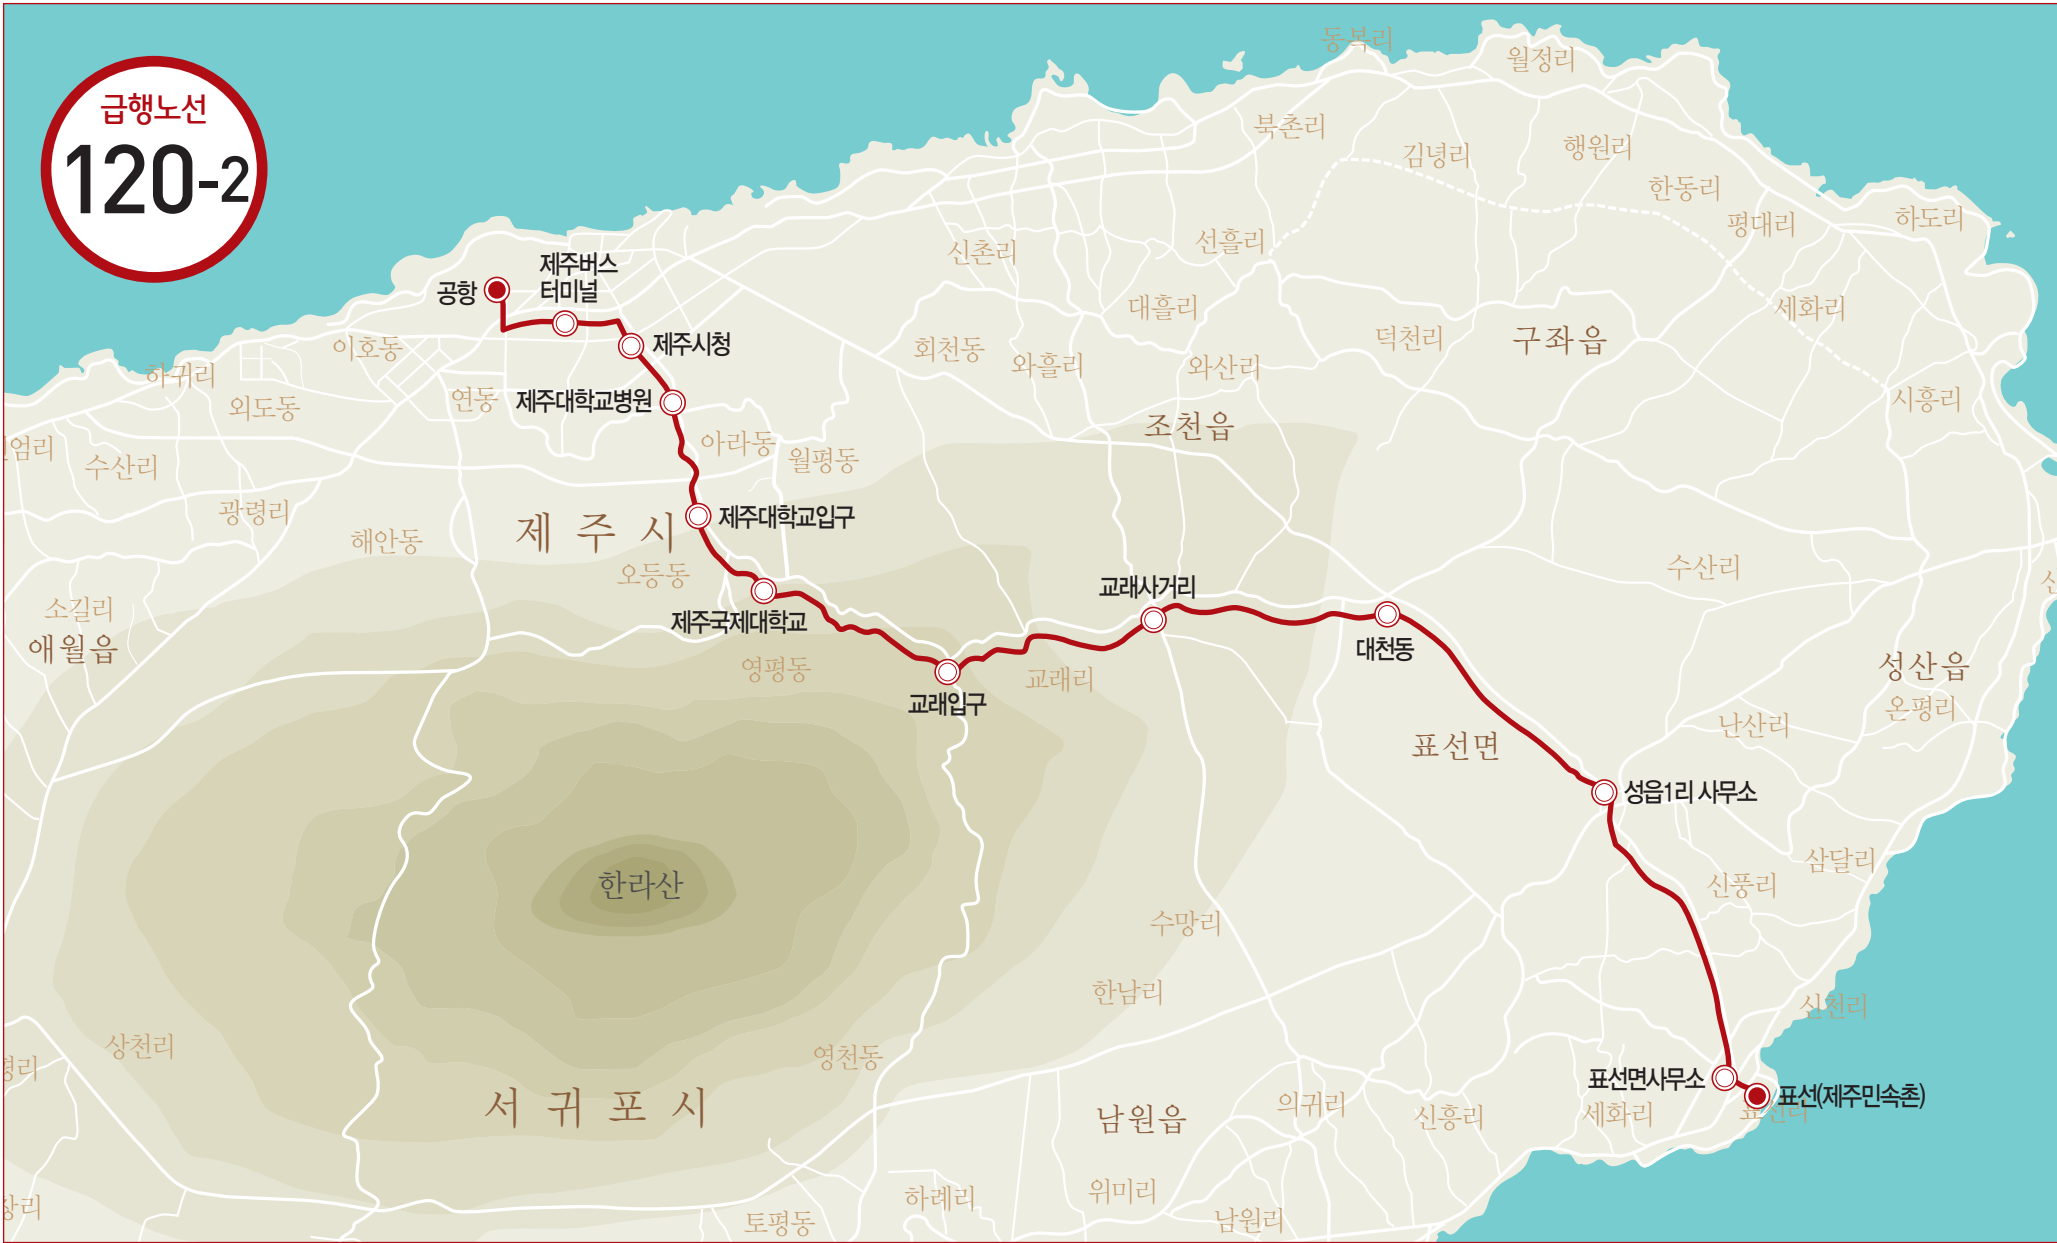 급행노선
120-2
동복리
월정리
북촌리
김녕리
행원리
한동리
평대리
하도리
신촌리
선흘리
제주버스
터미널
공항
대흘리
세화리
제주시청
이호동
회천동
와흘리
와산리
덕천리
구좌읍
하귀리
외도동
연동
제주대학교병원
조천읍
시흥리
아라동
월평동
엄리
수산리
광령리
해안동
제 주 시
제주대학교입구
오등동
수산리
교래사거리
소길리
애월읍
제주국제대학교
대천동
영평동
교래리
교래입구
성산읍
온평리
난산리
표선면
성읍1리 사무소
한라산
삼달리
신풍리
수망리
한남리
신천리
상천리
영천동
서 귀 포 시
남원읍
의귀리
신흥리
표선면사무소
세화리
표선(제주민속촌)
표선리
하례리
위미리
토평동
남원리